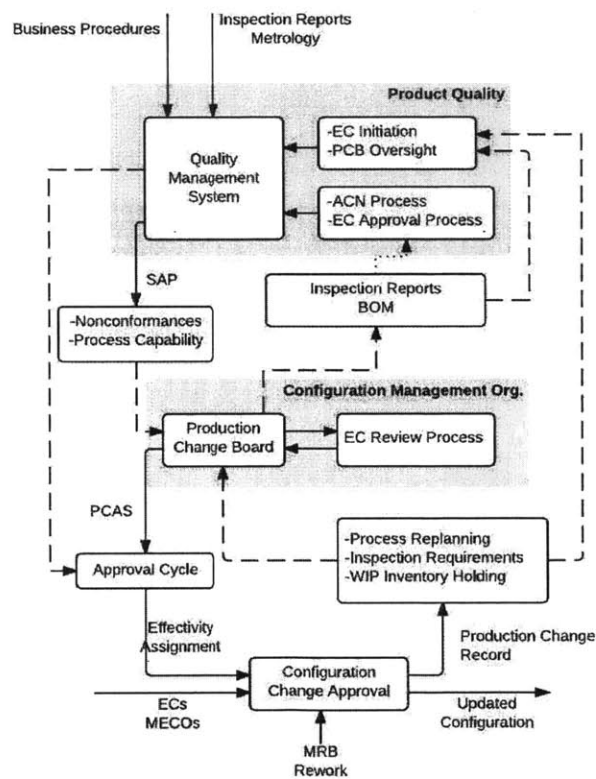 Business Procedures
Inspection Reports
Metrology
Product Quality
Quality
Management
System
-EC Initiation
-PCB Oversight
-ACN Process
-EC Approval Process
SAP
Inspection Reports
BOM
-Nonconformances
-Process Capability
Configuration Management Org.
Production
Change Board
EC Review Process
PCAS
-Process Replanning
-Inspection Requirements
-WIP Inventory Holding
Approval Cycle
Effectivity
Assignment
Production Change
Record
Configuration
Change Approval
ECs
MECOs
Updated
Configuration
MRB
Rework